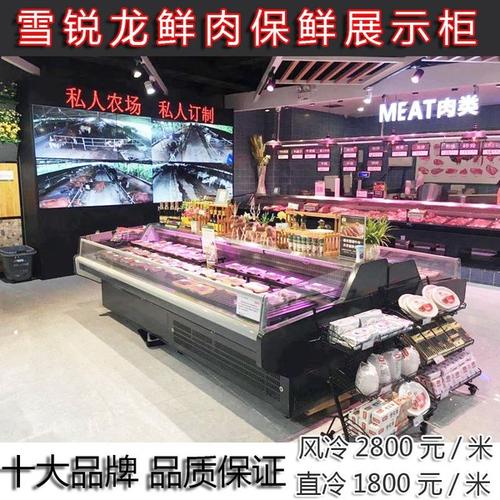 雪锐龙鲜肉保鲜展示柜
私人农场 私人订制
MEAT肉类
风冷 2800 元 / 米
十大品牌 品质保证
直冷 1800 元 / 米